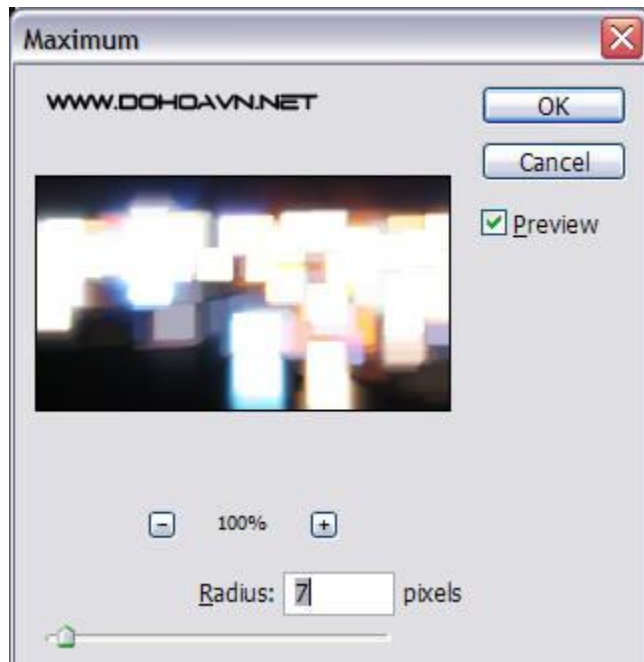 Maximum
WWW.DOHOAVN.NET
OK
Cancel
Preview
100%
Radius: 7 pixels